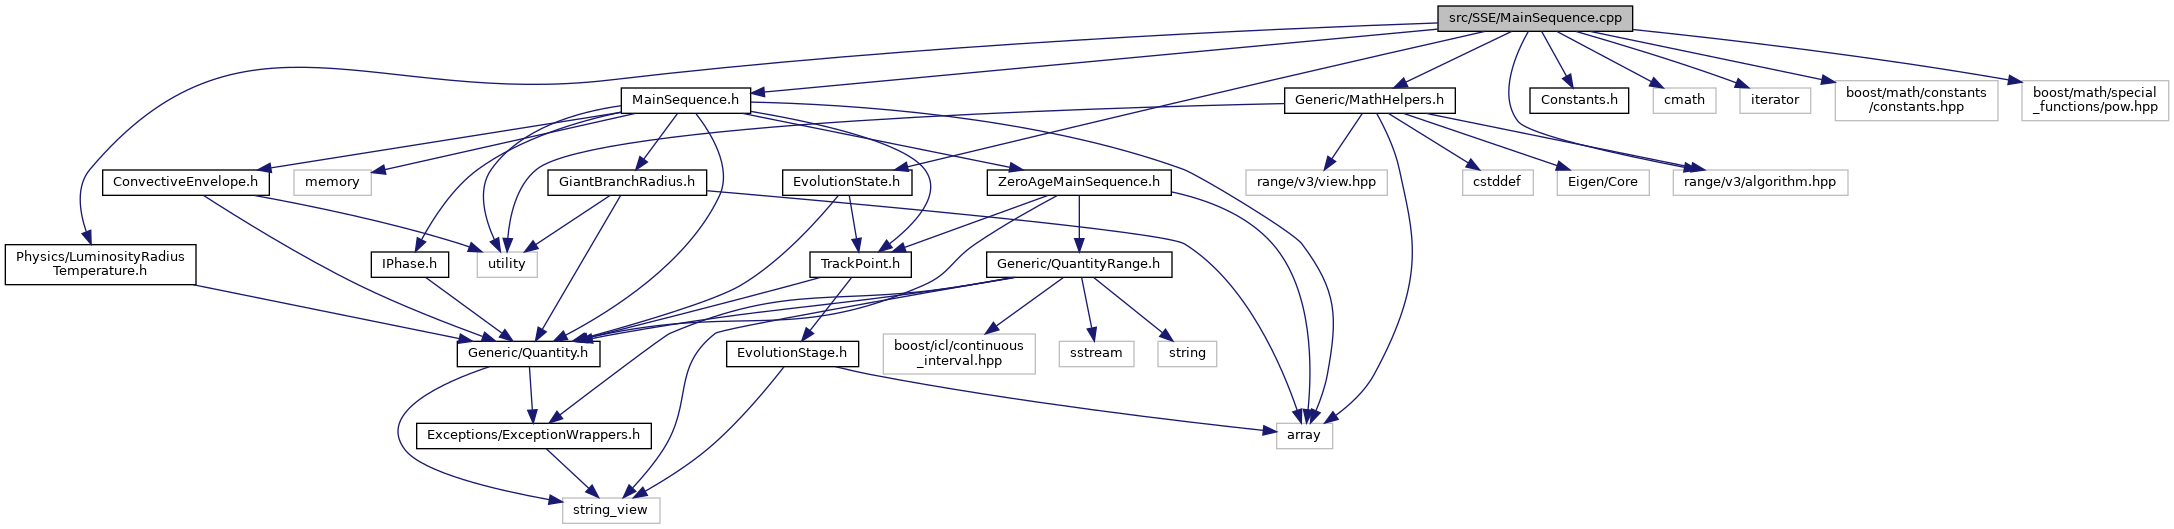 src/SSE/MainSequence.cpp
MainSequence.h
Generic/MathHelpers.h
Constants.h
cmath
iterator
boost/math/constants
/constants.hpp
boost/math/special
_functions/pow.hpp
ConvectiveEnvelope.h
memory
GiantBranchRadius.h
EvolutionState.h
ZeroAgeMainSequence.h
range/v3/view.hpp
cstddef
Eigen/Core
range/v3/algorithm.hpp
Physics/LuminosityRadius
Temperature.h
IPhase.h
utility
TrackPoint.h
Generic/QuantityRange.h
Generic/Quantity.h
EvolutionStage.h
boost/icl/continuous
_interval.hpp
sstream
string
Exceptions/ExceptionWrappers.h
array
string_view